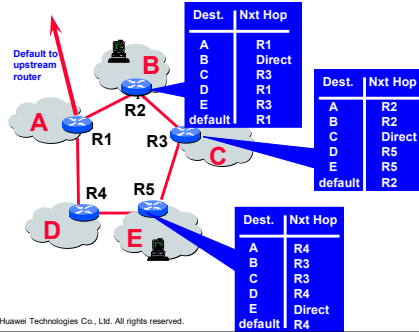 Dest. Nxt Hop
A R1
B Direct
C R3
D R1
E R3
default R1
Default to
upstream
router
B
R2
A
R1
R3
C
Dest. Nxt Hop
A R2
B R2
C Direct
D R5
E R5
default R2
R4
R5
D
E
Dest. Nxt Hop
A R4
B R3
C R3
D R4
E Direct
default R4
Huawei Technologies Co., Ltd. All rights reserved.